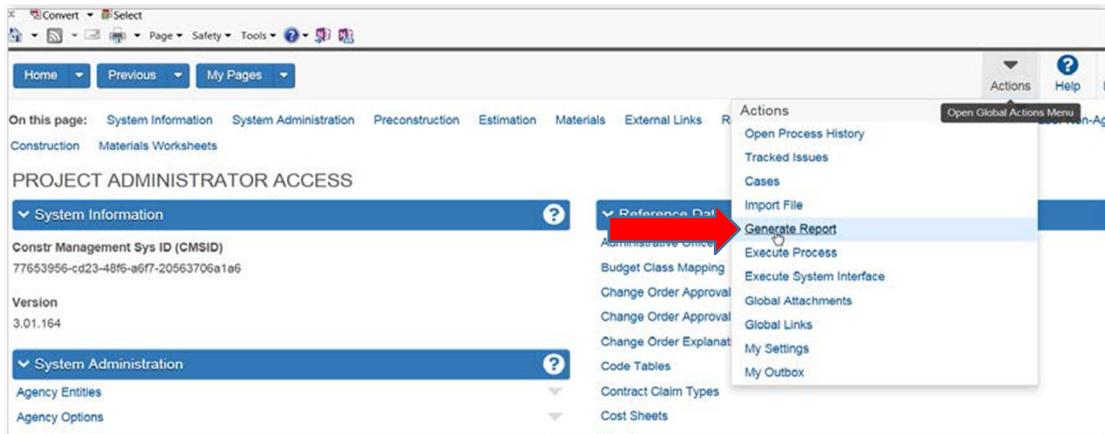 Convert Select
Page Safety Tools
Home Previous My Pages
Actions Help
Open Global Actions Menu
On this page: System Information System Administration Preconstruction Estimation Materials External Links
Construction Materials Worksheets
PROJECT ADMINISTRATOR ACCESS
System Information
Constr Management Sys ID (CMSID)
77653956-cd23-48f6-a6f7-20563706a1a6
Version
3.01.164
System Administration
Agency Entities
Agency Options
Reference Dat
Administrative Office
Budget Class Mapping
Change Order Approval
Change Order Approval
Change Order Explanat
Code Tables
Contract Claim Types
Cost Sheets
Actions
Open Process History
Tracked Issues
Cases
Import File
Generate Report
Execute Process
Execute System Interface
Global Attachments
Global Links
My Settings
My Outbox